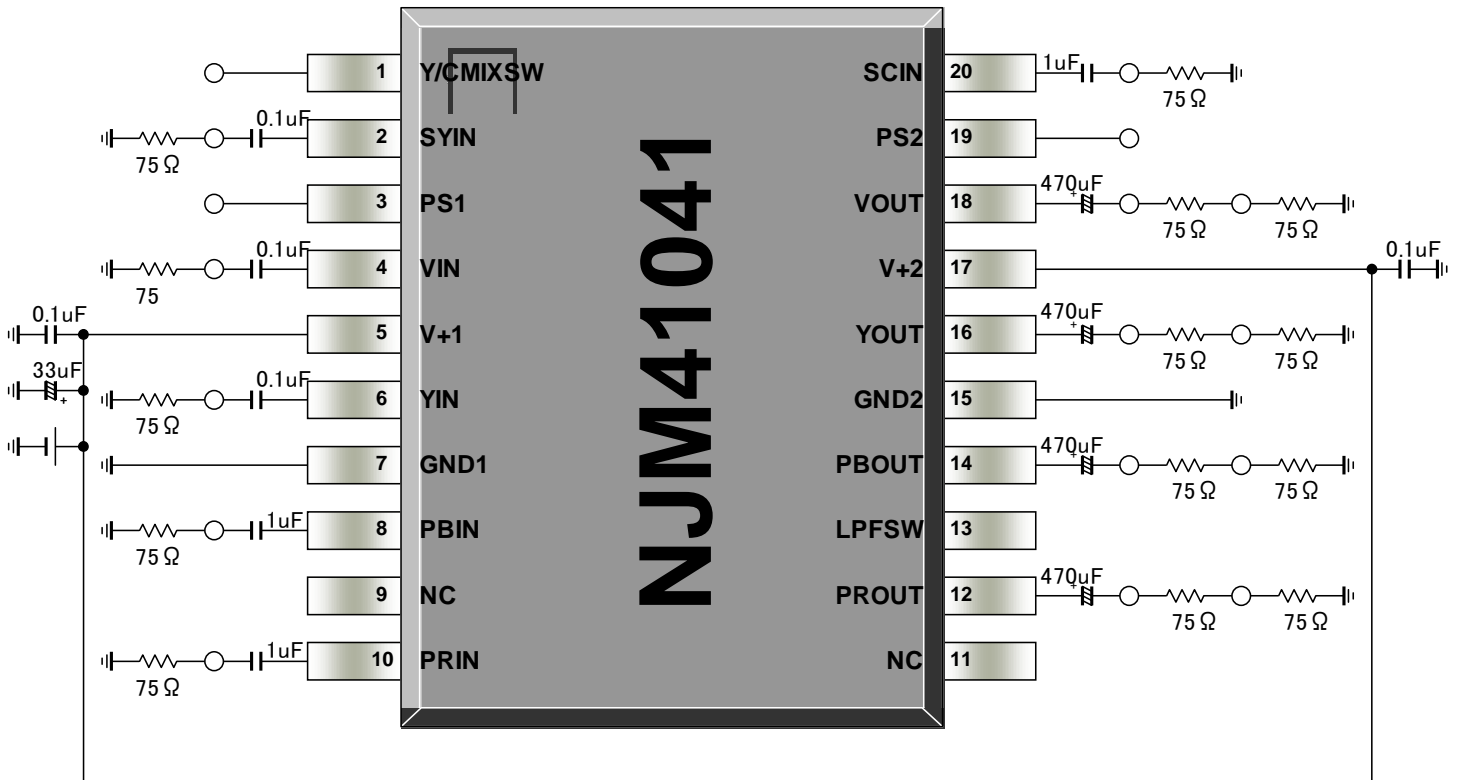 1 Y/CMIXSW SCIN 20 1uF
75Ω
0.1uF
2 SYIN PS2 19
75Ω
470uF
+
3 PS1 VOUT 18
75Ω 75Ω
0.1uF 0.1uF
4 VIN V+2 17
75
0.1uF 470uF
+
5 V+1 YOUT 16
75Ω 75Ω
33uF 0.1uF
+
6 YIN GND2 15
75Ω
470uF
+
7 GND1 PBOUT 14
75Ω 75Ω
1uF
8 PBIN LPFSW 13
75Ω
470uF
+
9 NC PROUT 12
75Ω 75Ω
1uF
10 PRIN NC 11
75Ω
NJM41041